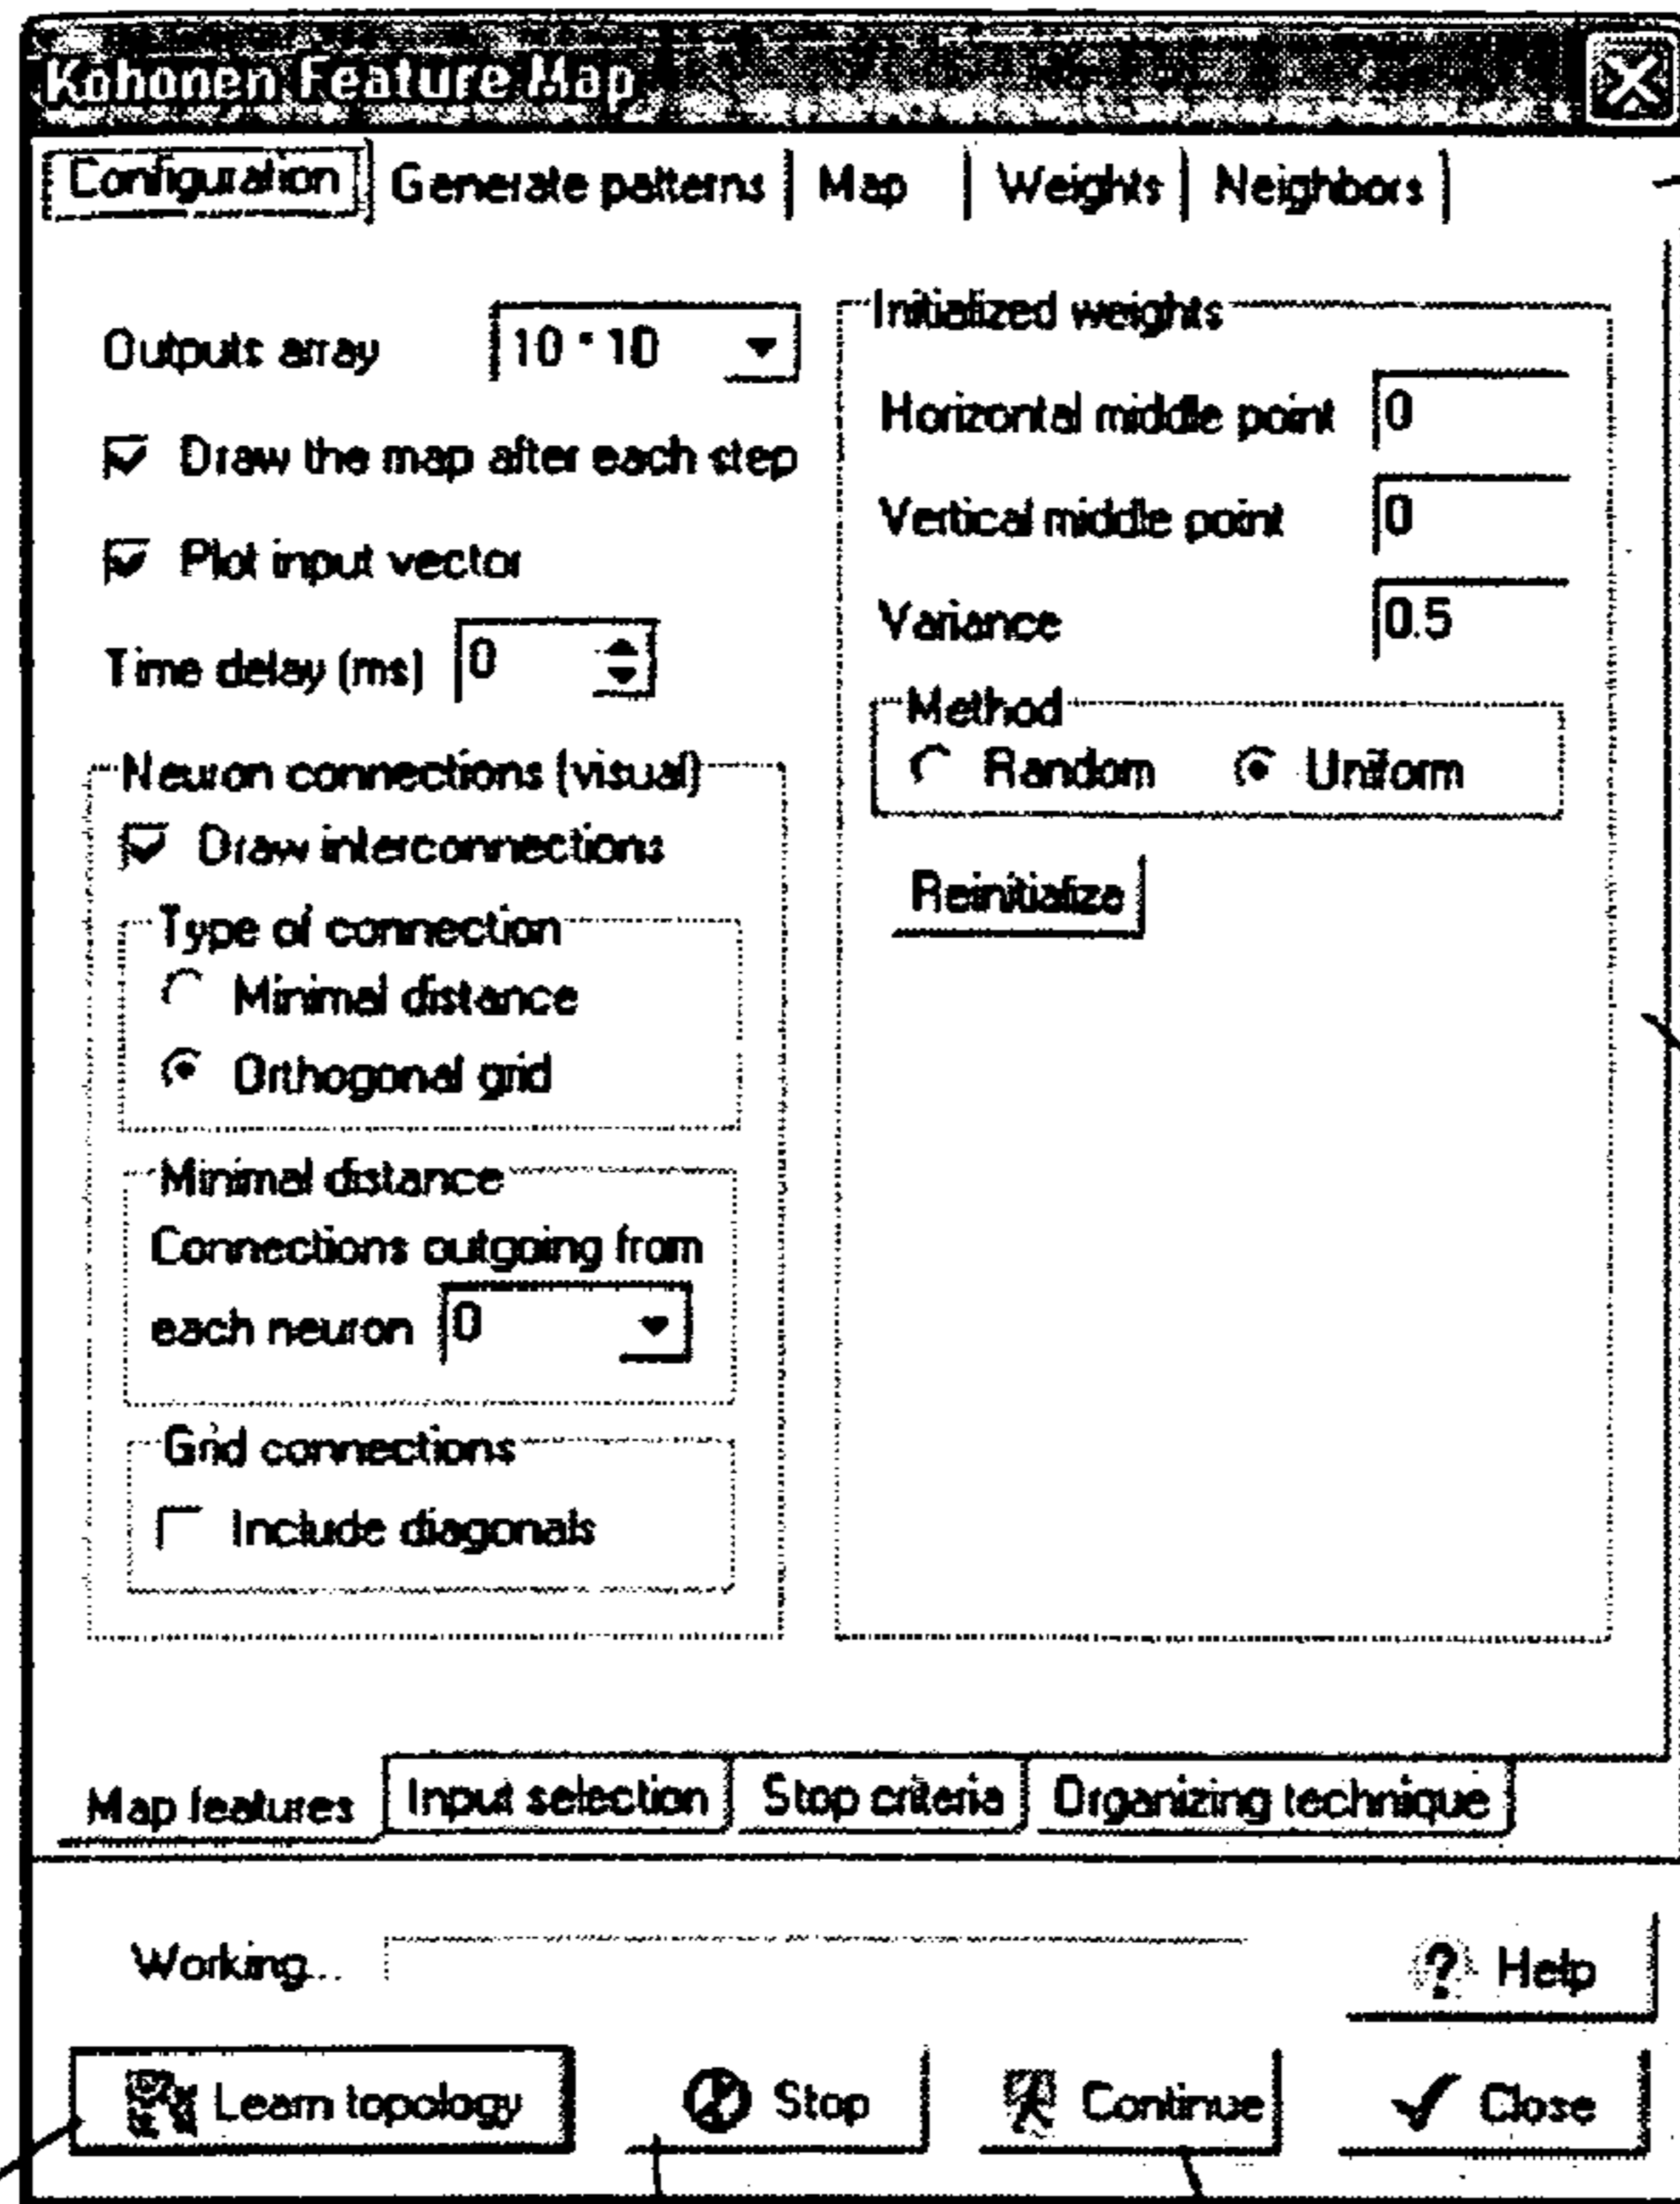 Kohonen Feature Map
Configuration Generate patterns Map Weights Neighbors
Outputs array 10 * 10
Draw the map after each step
Plot input vector
Time delay (ms) 0
Neuron connections (visual)
Draw interconnections
Type of connection
Minimal distance
Orthogonal grid
Minimal distance
Connections outgoing from
each neuron 0
Grid connections
Include diagonals
Initialized weights
Horizontal middle point 0
Vertical middle point 0
Variance 0.5
Method
Random Uniform
Reinitialize
Map features Input selection Stop criteria Organizing technique
Working...
? Help
Learn topology Stop Continue Close